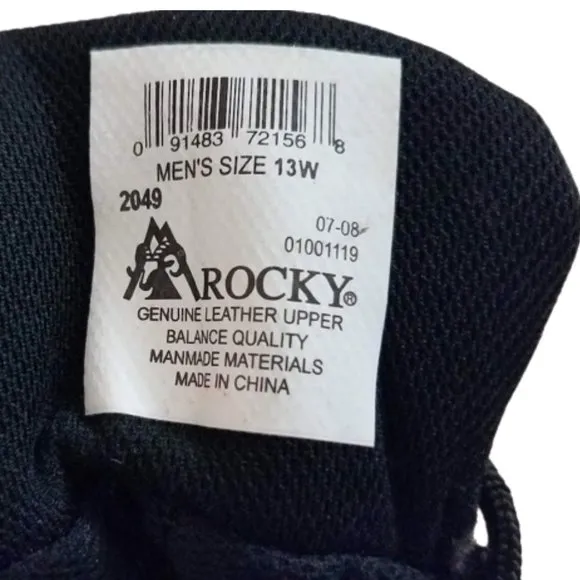 0 91483 72156 8
MEN'S SIZE 13W
2049
07-08
01001119
ROCKY®
GENUINE LEATHER UPPER
BALANCE QUALITY
MANMADE MATERIALS
MADE IN CHINA